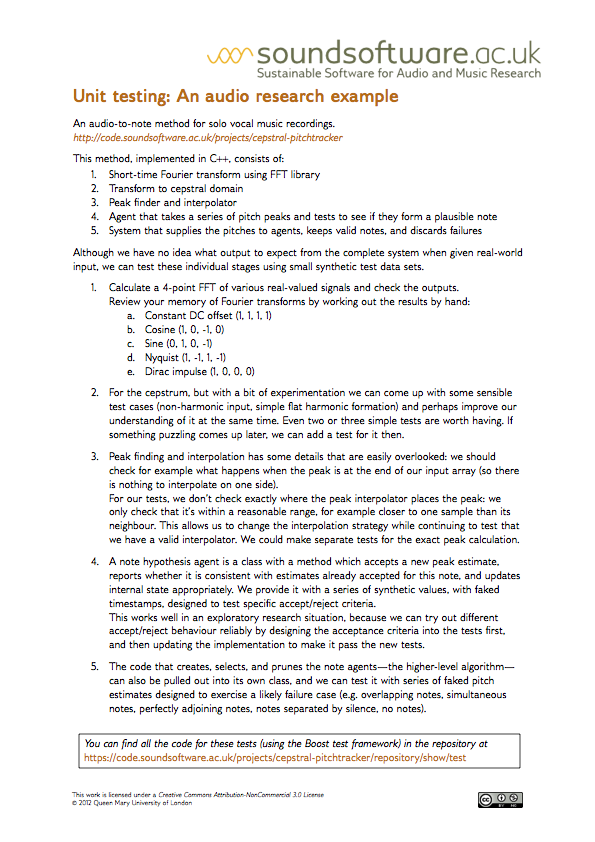 soundsoftware.ac.uk
Sustainable Software for Audio and Music Research
Unit testing: An audio research example
An audio-to-note method for solo vocal music recordings.
http://code.soundsoftware.ac.uk/projects/cepstral-pitchtracker
This method, implemented in C++, consists of:
1. Short-time Fourier transform using FFT library
2. Transform to cepstral domain
3. Peak finder and interpolator
4. Agent that takes a series of pitch peaks and tests to see if they form a plausible note
5. System that supplies the pitches to agents, keeps valid notes, and discards failures
Although we have no idea what output to expect from the complete system when given real-world
input, we can test these individual stages using small synthetic test data sets.
1. Calculate a 4-point FFT of various real-valued signals and check the outputs.
Review your memory of Fourier transforms by working out the results by hand:
a. Constant DC offset (1, 1, 1, 1)
b. Cosine (1, 0, -1, 0)
c. Sine (0, 1, 0, -1)
d. Nyquist (1, -1, 1, -1)
e. Dirac impulse (1, 0, 0, 0)
2. For the cepstrum, but with a bit of experimentation we can come up with some sensible
test cases (non-harmonic input, simple flat harmonic formation) and perhaps improve our
understanding of it at the same time. Even two or three simple tests are worth having. If
something puzzling comes up later, we can add a test for it then.
3. Peak finding and interpolation has some details that are easily overlooked: we should
check for example what happens when the peak is at the end of our input array (so there
is nothing to interpolate on one side).
For our tests, we don't check exactly where the peak interpolator places the peak: we
only check that it's within a reasonable range, for example closer to one sample than its
neighbour. This allows us to change the interpolation strategy while continuing to test that
we have a valid interpolator. We could make separate tests for the exact peak calculation.
4. A note hypothesis agent is a class with a method which accepts a new peak estimate,
reports whether it is consistent with estimates already accepted for this note, and updates
internal state appropriately. We provide it with a series of synthetic values, with faked
timestamps, designed to test specific accept/reject criteria.
This works well in an exploratory research situation, because we can try out different
accept/reject behaviour reliably by designing the acceptance criteria into the tests first,
and then updating the implementation to make it pass the new tests.
5. The code that creates, selects, and prunes the note agents—the higher-level algorithm—
can also be pulled out into its own class, and we can test it with series of faked pitch
estimates designed to exercise a likely failure case (e.g. overlapping notes, simultaneous
notes, perfectly adjoining notes, notes separated by silence, no notes).
You can find all the code for these tests (using the Boost test framework) in the repository at
https://code.soundsoftware.ac.uk/projects/cepstral-pitchtracker/repository/show/test
This work is licensed under a Creative Commons Attribution-NonCommercial 3.0 License
© 2012 Queen Mary University of London
cc
BY NC